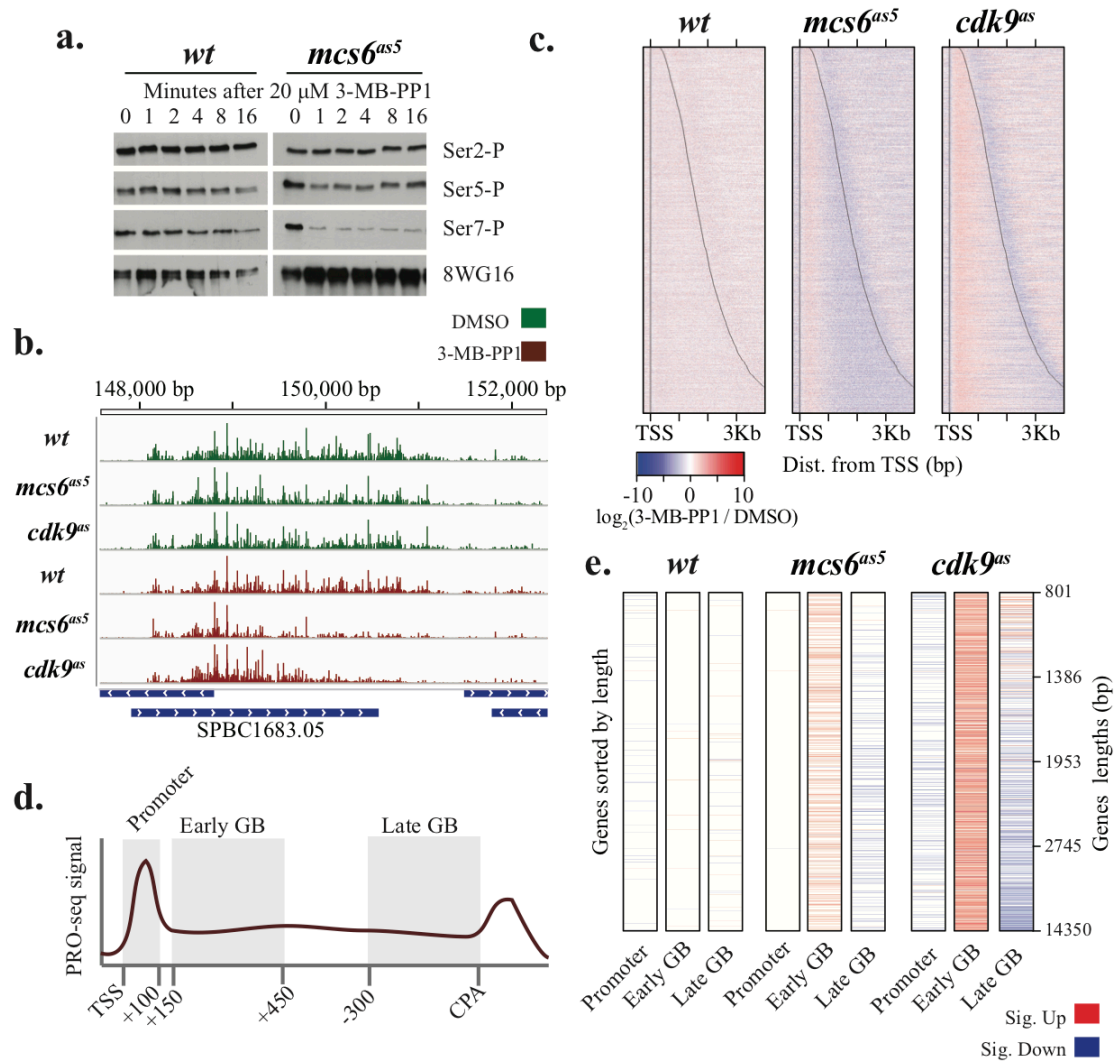 a.
wt mcs6as5
Minutes after 20 μM 3-MB-PP1
0 1 2 4 8 16 0 1 2 4 8 16
Ser2-P
Ser5-P
Ser7-P
8WG16
b.
DMSO
3-MB-PP1
148,000 bp 150,000 bp 152,000 bp
wt
mcs6as5
cdk9as
wt
mcs6as5
cdk9as
SPBC1683.05
c.
wt mcs6as5 cdk9as
TSS 3Kb TSS 3Kb TSS 3Kb
Dist. from TSS (bp)
-10 0 10
log2(3-MB-PP1 / DMSO)
d.
Promoter
Early GB Late GB
PRO-seq signal
TSS +100 +150 +450 -300 CPA
e.
wt mcs6as5 cdk9as
Genes sorted by length
801
1386
1953
2745
14350
Genes lengths (bp)
Promoter Early GB Late GB Promoter Early GB Late GB Promoter Early GB Late GB
Sig. Up
Sig. Down